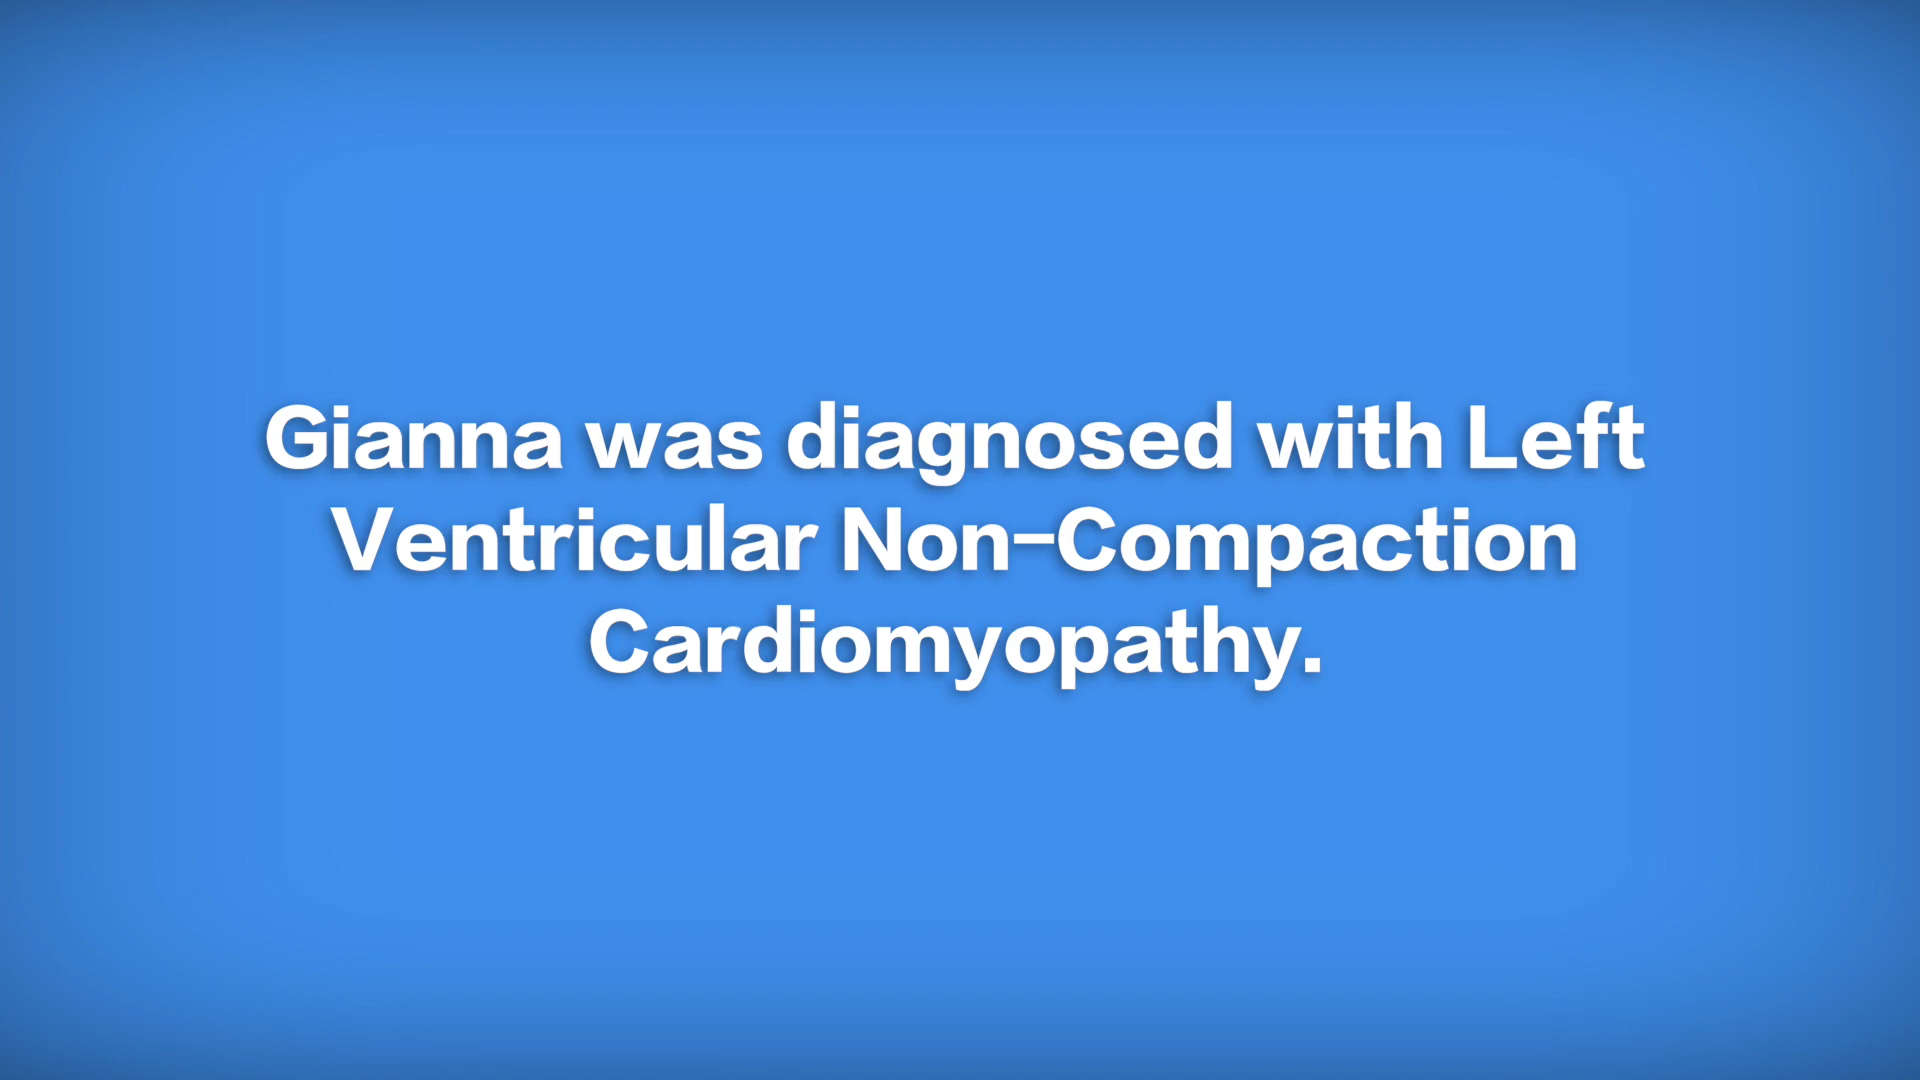 Gianna was diagnosed with Left
Ventricular Non-Compaction
Cardiomyopathy.